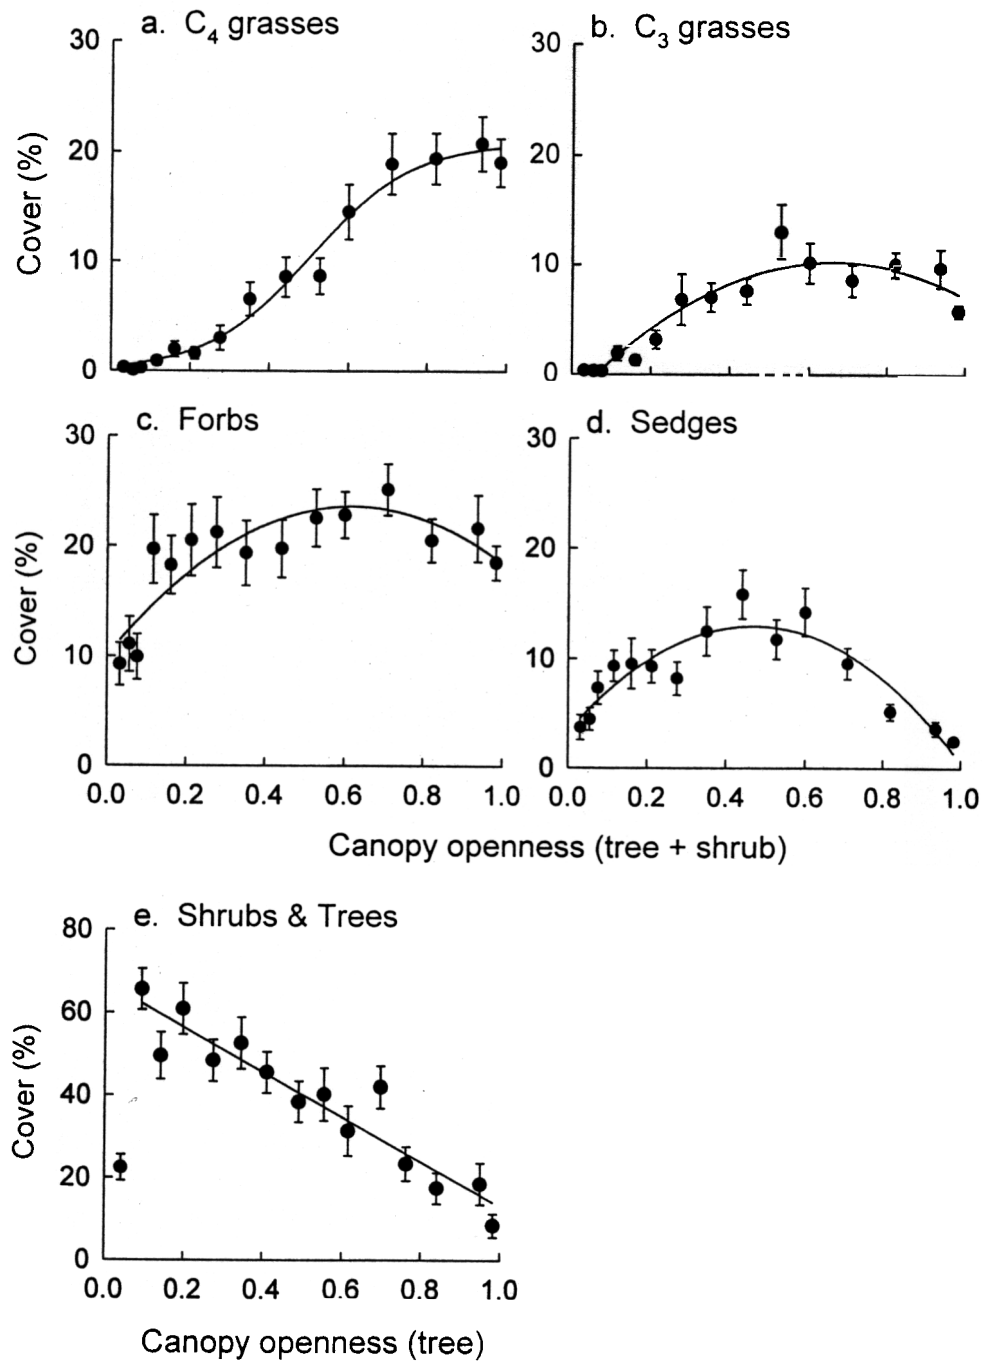 a. C4 grasses
30
20
10
0
Cover (%)
b. C3 grasses
30
20
10
0
c. Forbs
30
20
10
0
Cover (%)
0.0 0.2 0.4 0.6 0.8 1.0
d. Sedges
30
20
10
0
0.0 0.2 0.4 0.6 0.8 1.0
Canopy openness (tree + shrub)
e. Shrubs & Trees
80
60
40
20
0
Cover (%)
0.0 0.2 0.4 0.6 0.8 1.0
Canopy openness (tree)